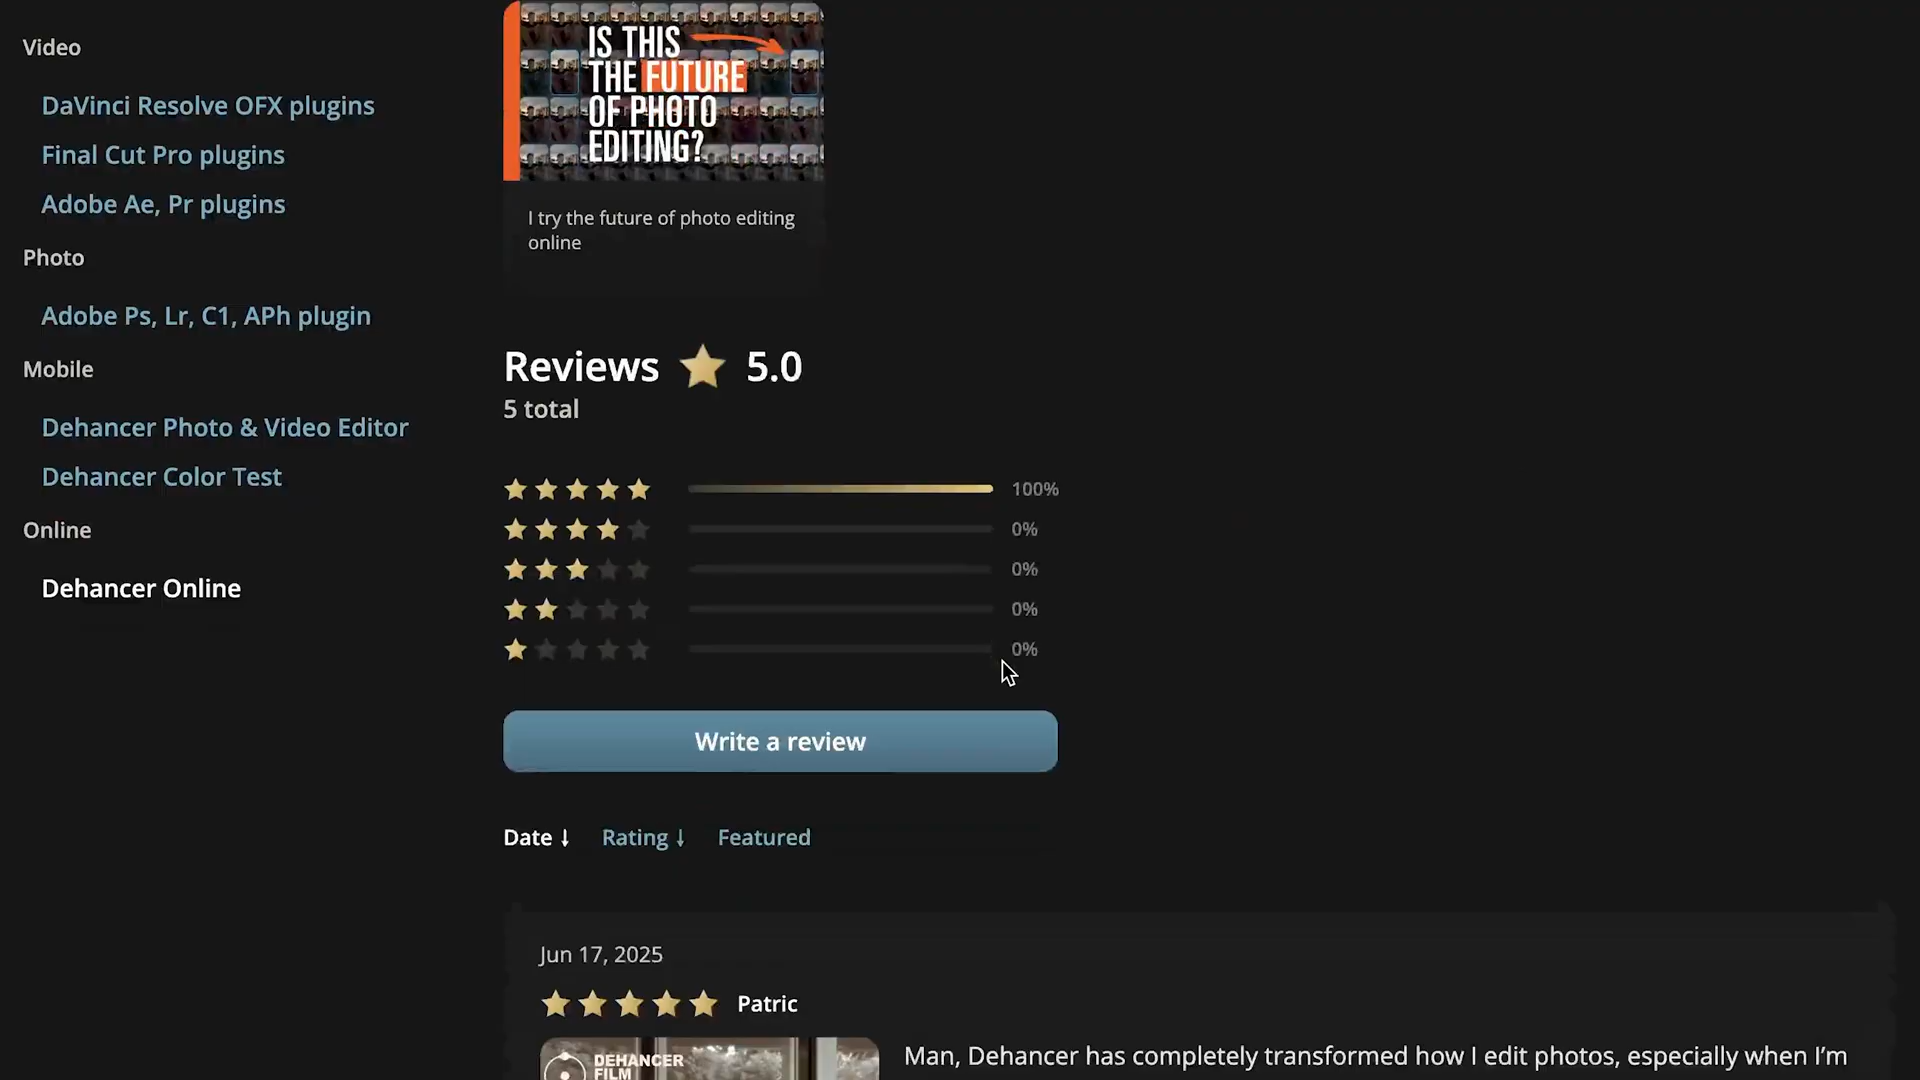 Video
DaVinci Resolve OFX plugins
Final Cut Pro plugins
Adobe Ae, Pr plugins
Photo
Adobe Ps, Lr, C1, APh plugin
Mobile
Dehancer Photo & Video Editor
Dehancer Color Test
Online
Dehancer Online
IS THIS
THE FUTURE
OF PHOTO
EDITING?
I try the future of photo editing
online
Reviews 5.0
5 total
100%
0%
0%
0%
0%
Write a review
Date ↓ Rating ↓ Featured
Jun 17, 2025
Patric
DEHANCER
FILM
Man, Dehancer has completely transformed how I edit photos, especially when I’m